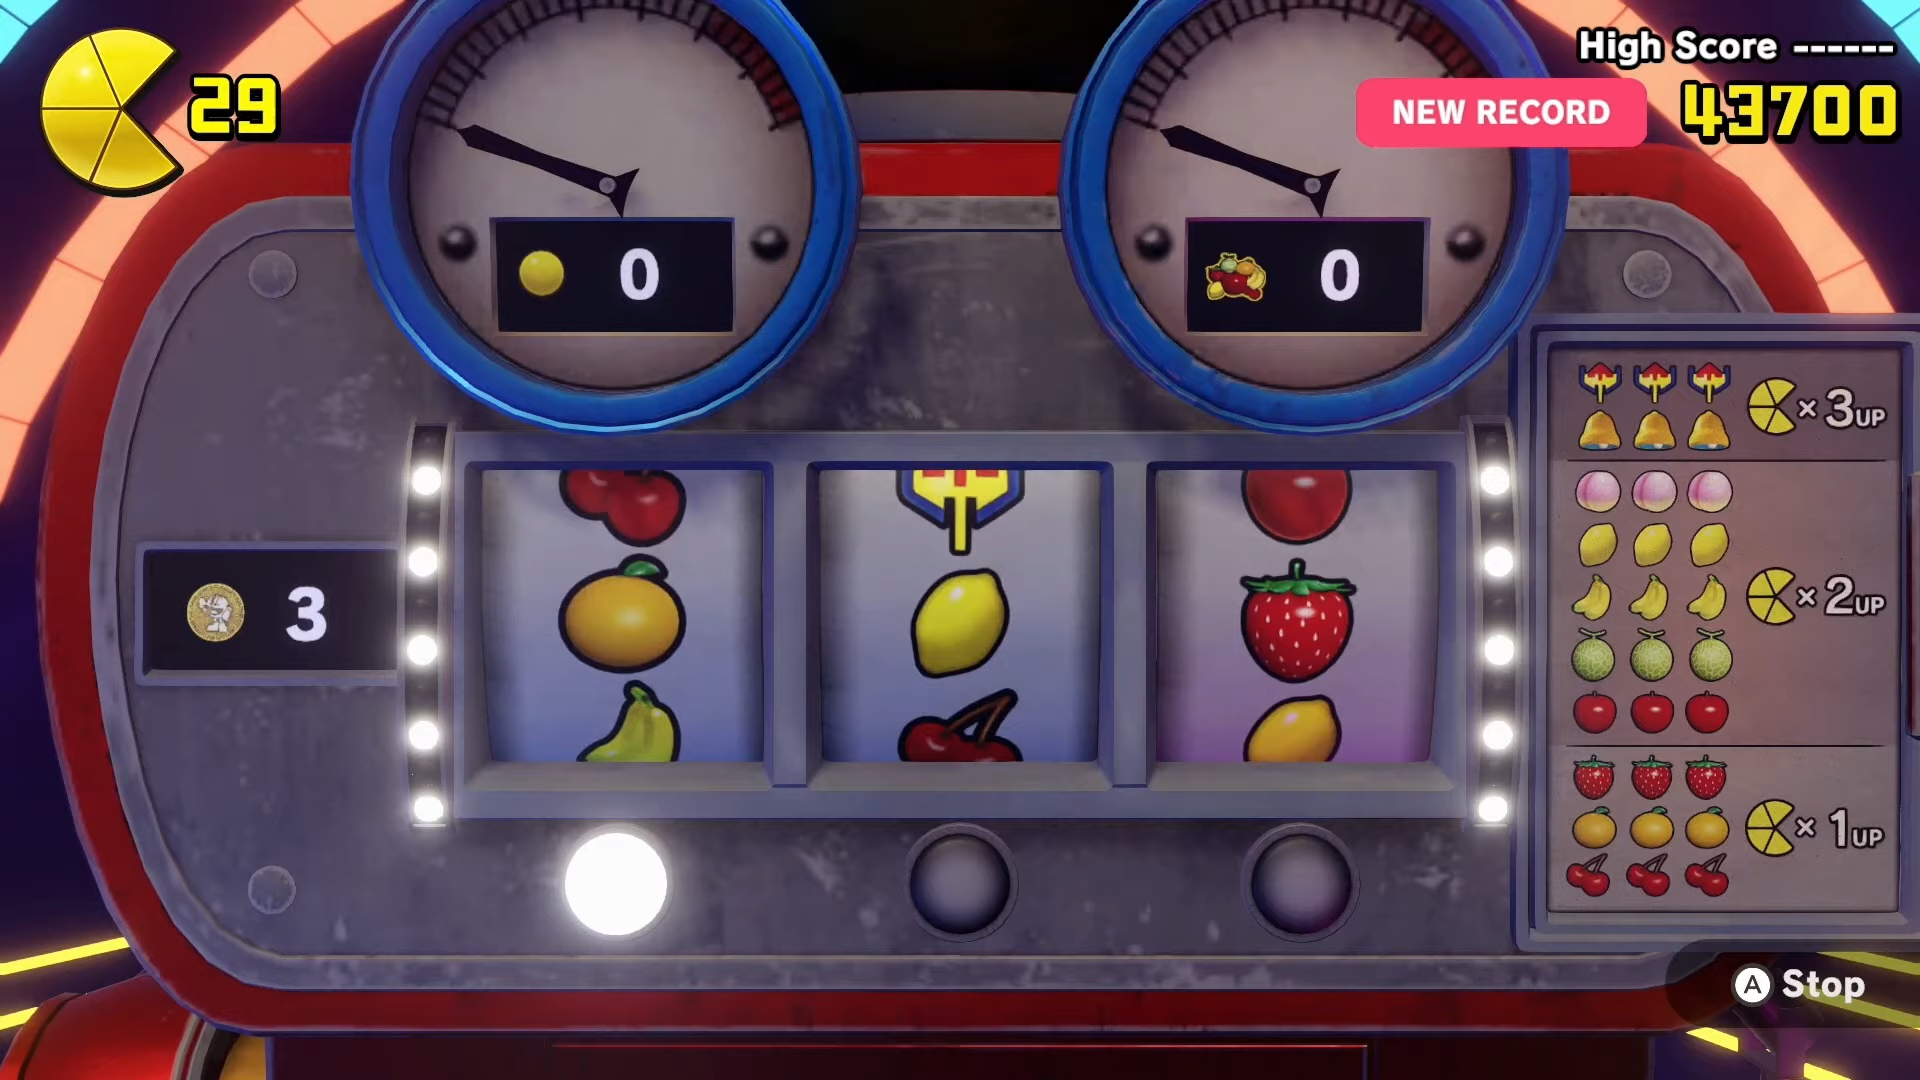 High Score ------
29
NEW RECORD
43700
0
0
× 3UP
× 2UP
3
× 1UP
A Stop